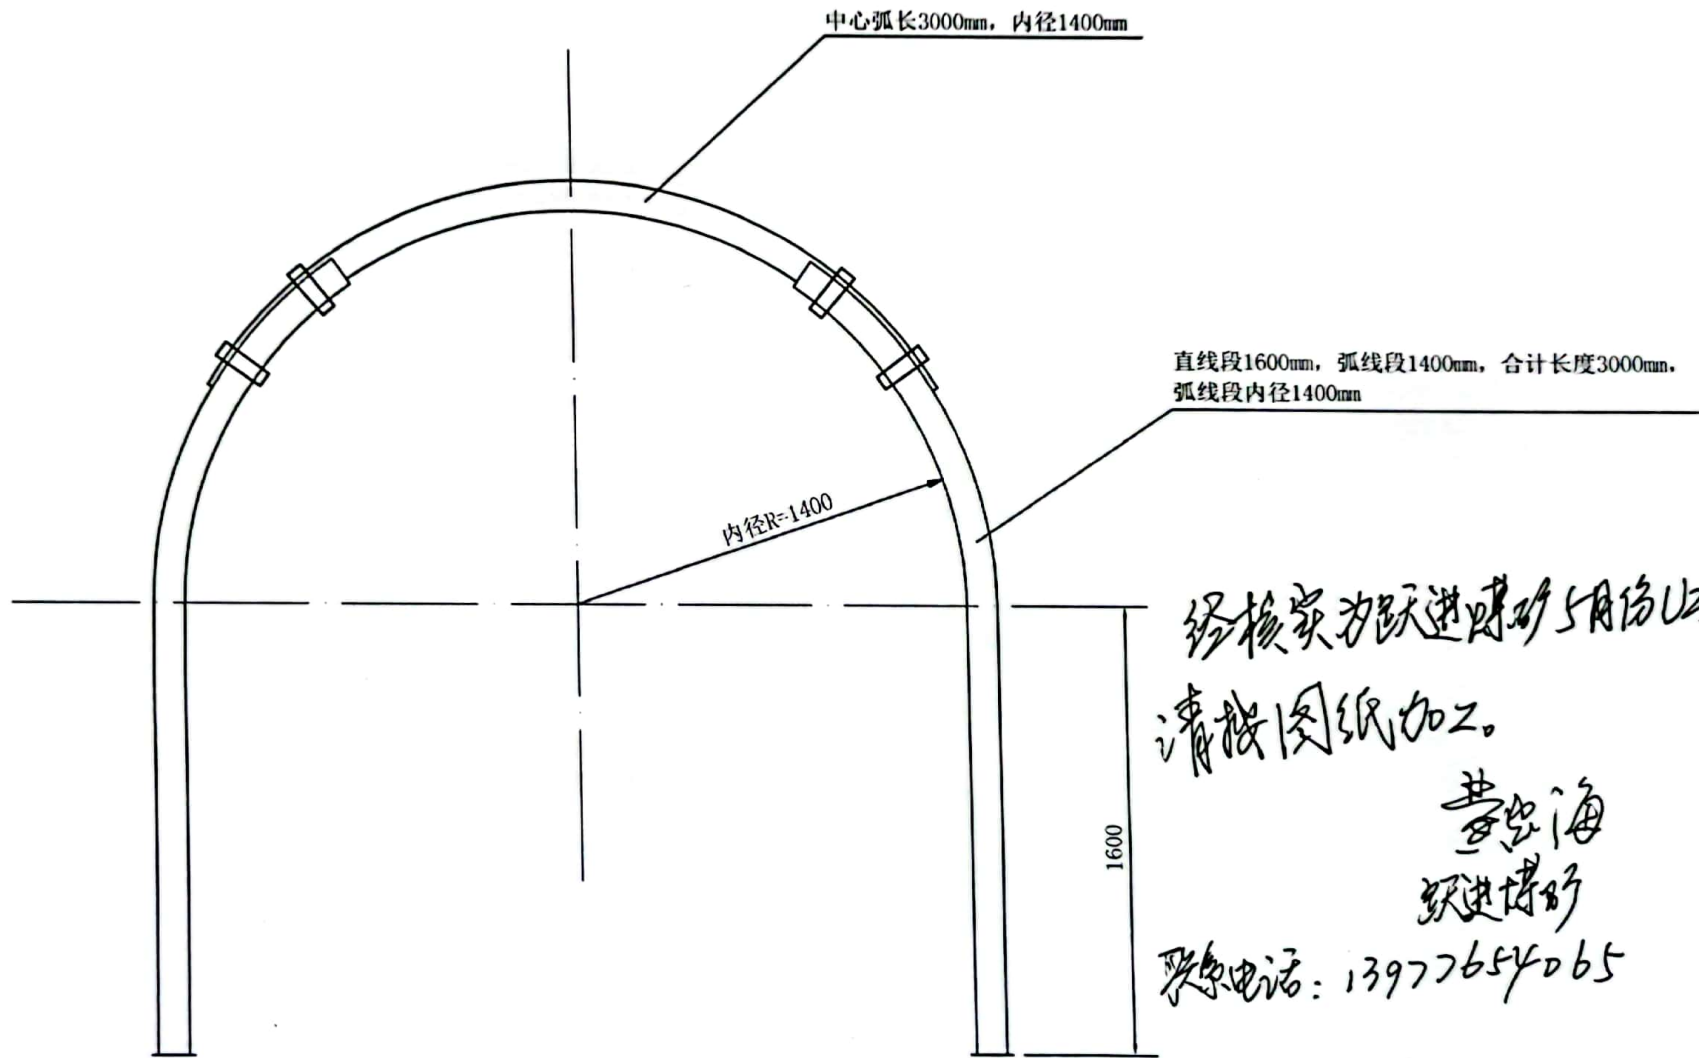 中心弧长3000mm，内径1400mm
直线段1600mm，弧线段1400mm，合计长度3000mm，
弧线段内径1400mm
内径R=1400
1600
经核实为跃进煤矿5月份U
请按图纸加工。
海
跃进煤矿
联系电话：13977654065